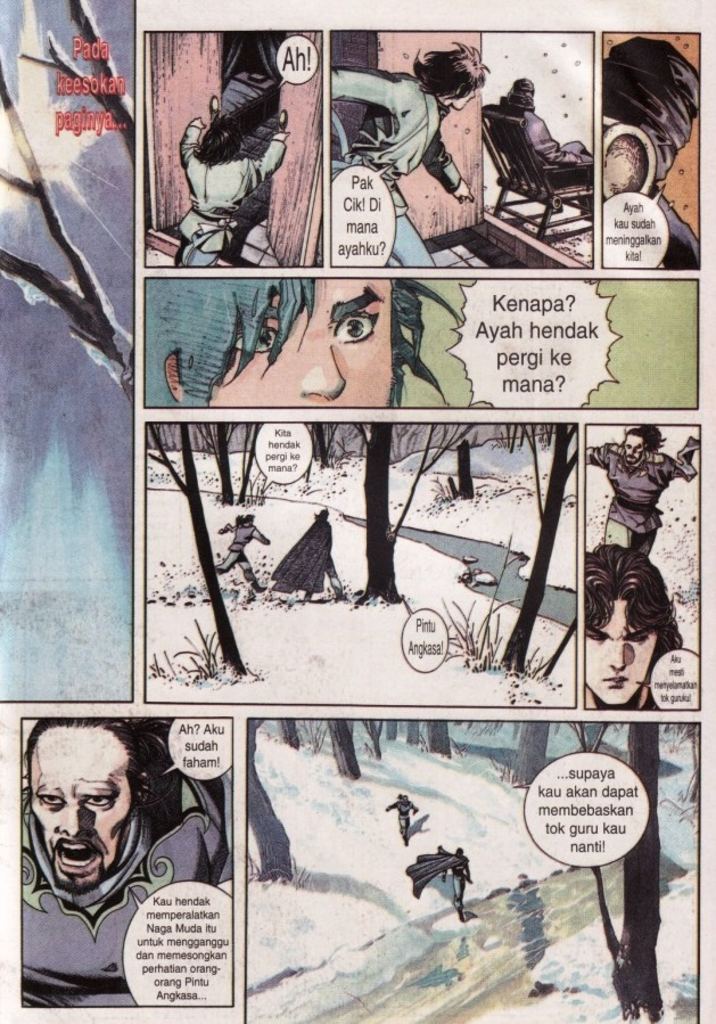 Pada
keesokan
paginya...
Ah!
Pak
Cik! Di
mana
ayahku?
Ayah
kau sudah
meninggalkan
kita!
Kenapa?
Ayah hendak
pergi ke
mana?
Kita
hendak
pergi ke
mana?
Pintu
Angkasa!
Aku
mesti
menyelamatkan
tok guruku!
Ah? Aku
sudah
faham!
Kau hendak
memperalatkan
Naga Muda itu
untuk mengganggu
dan memesongkan
perhatian orang-
orang Pintu
Angkasa...
...supaya
kau akan dapat
membebaskan
tok guru kau
nanti!